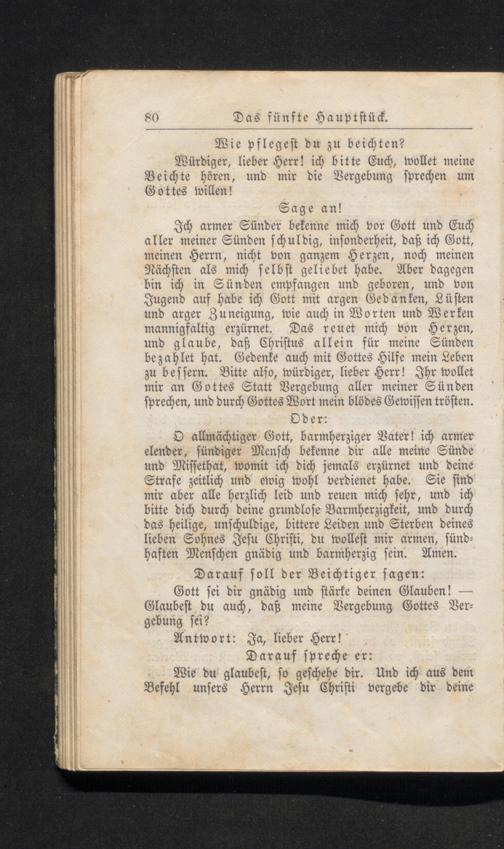 80 Das fünfte Hauptstück.
Wie pflegest du zu beichten?
Würdiger, lieber Herr! ich bitte Euch, wollet meine
Beichte hören, und mir die Vergebung sprechen um
Gottes willen!
Sage an!
Ich armer Sünder bekenne mich vor Gott und Euch
aller meiner Sünden schuldig, insonderheit, daß ich Gott,
meinen Herrn, nicht von ganzem Herzen, noch meinen
Nächsten als mich selbst geliebet habe. Aber dagegen
bin ich in Sünden empfangen und geboren, und von
Jugend auf habe ich Gott mit argen Gedanken, Lüsten
und arger Zuneigung, wie auch in Worten und Werken
mannigfaltig erzürnet. Das reuet mich von Herzen,
und glaube, daß Christus allein für meine Sünden
bezahlet hat. Gedenke auch mit Gottes Hilfe mein Leben
zu bessern. Bitte also, würdiger, lieber Herr! Ihr wollet
mir an Gottes Statt Vergebung aller meiner Sünden
sprechen, und durch Gottes Wort mein blödes Gewissen trösten.
Oder:
O allmächtiger Gott, barmherziger Vater! ich armer
elender, sündiger Mensch bekenne dir alle meine Sünde
und Missethat, womit ich dich jemals erzürnet und deine
Strafe zeitlich und ewig wohl verdienet habe. Sie sind
mir aber alle herzlich leid und reuen mich sehr, und ich
bitte dich durch deine grundlose Barmherzigkeit, und durch
das heilige, unschuldige, bittere Leiden und Sterben deines
lieben Sohnes Jesu Christi, du wollest mir armen, sünd-
haften Menschen gnädig und barmherzig sein. Amen.
Darauf soll der Beichtiger sagen:
Gott sei dir gnädig und stärke deinen Glauben! —
Glaubest du auch, daß meine Vergebung Gottes Ver-
gebung sei?
Antwort: Ja, lieber Herr!
Darauf spreche er:
Wie du glaubest, so geschehe dir. Und ich aus dem
Befehl unsers Herrn Jesu Christi vergebe dir deine